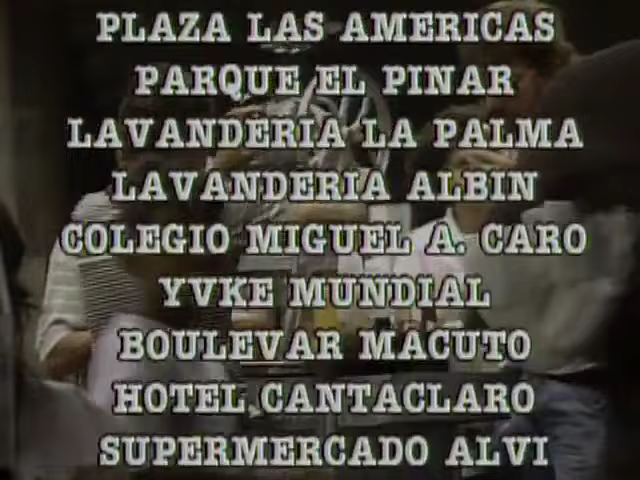 PLAZA LAS AMERICAS
PARQUE EL PINAR
LAVANDERIA LA PALMA
LAVANDERIA ALBIN
COLEGIO MIGUEL A. CARO
YVKE MUNDIAL
BOULEVAR MACUTO
HOTEL CANTACLARO
SUPERMERCADO ALVI